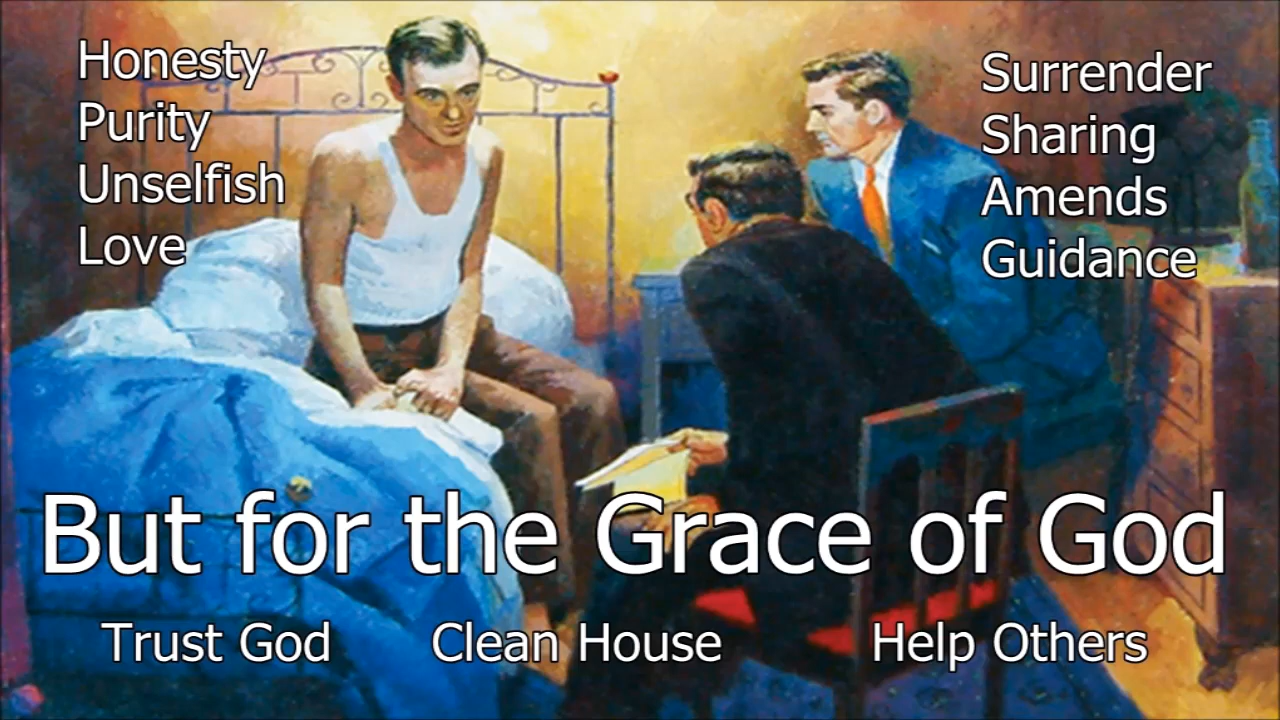 Honesty
Purity
Unselfish
Love
Surrender
Sharing
Amends
Guidance
But for the Grace of God
Trust God
Clean House
Help Others